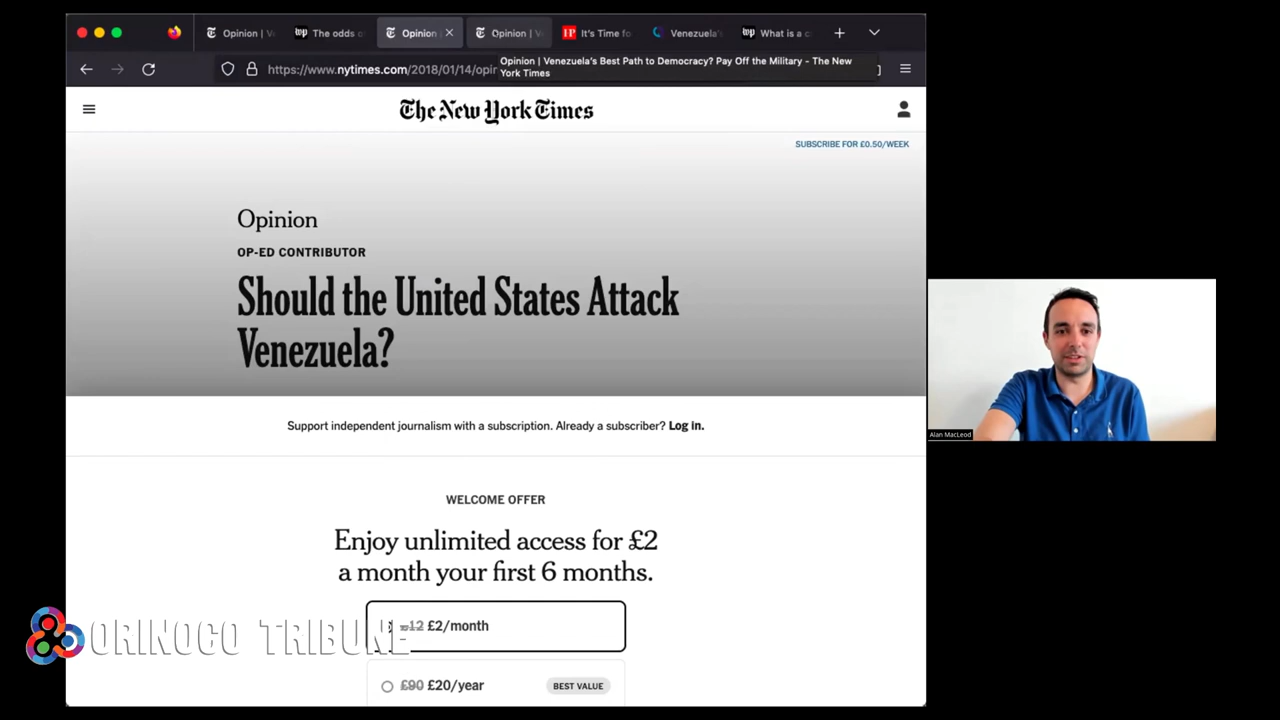 Opinion | V
The odds o
Opinion |
Opinion | V
It's Time fo
Venezuela'
What is a c
https://www.nytimes.com/2018/01/14/opin
Opinion | Venezuela's Best Path to Democracy? Pay Off the Military - The New
York Times
The New York Times
SUBSCRIBE FOR £0.50/WEEK
Opinion
OP-ED CONTRIBUTOR
Should the United States Attack
Venezuela?
Alan MacLeod
Support independent journalism with a subscription. Already a subscriber? Log in.
WELCOME OFFER
Enjoy unlimited access for £2
a month your first 6 months.
£12 £2/month
ORINOCO TRIBUNE
£90 £20/year
BEST VALUE